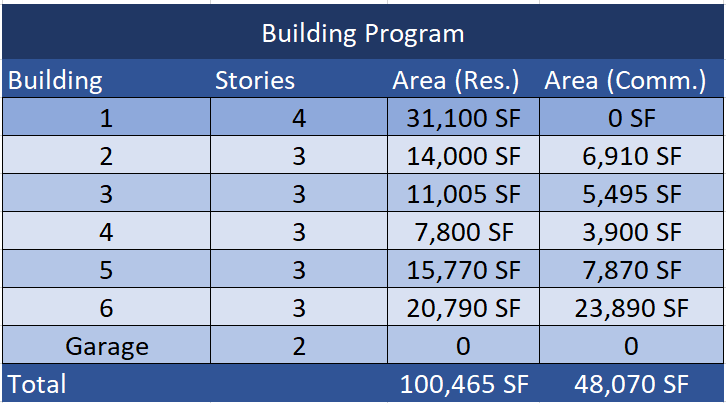 Building Program
Building Stories Area (Res.) Area (Comm.)
1 4 31,100 SF 0 SF
2 3 14,000 SF 6,910 SF
3 3 11,005 SF 5,495 SF
4 3 7,800 SF 3,900 SF
5 3 15,770 SF 7,870 SF
6 3 20,790 SF 23,890 SF
Garage 2 0 0
Total 100,465 SF 48,070 SF